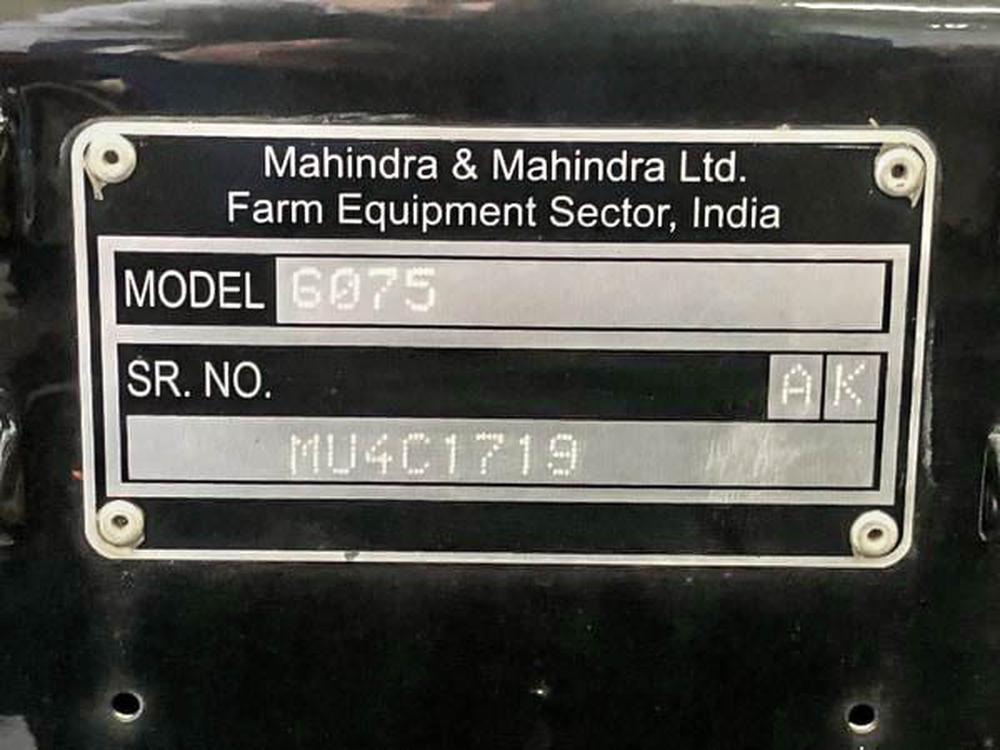 Mahindra & Mahindra Ltd.
Farm Equipment Sector, India
MODEL 6075
SR. NO. A K
MU4C1719